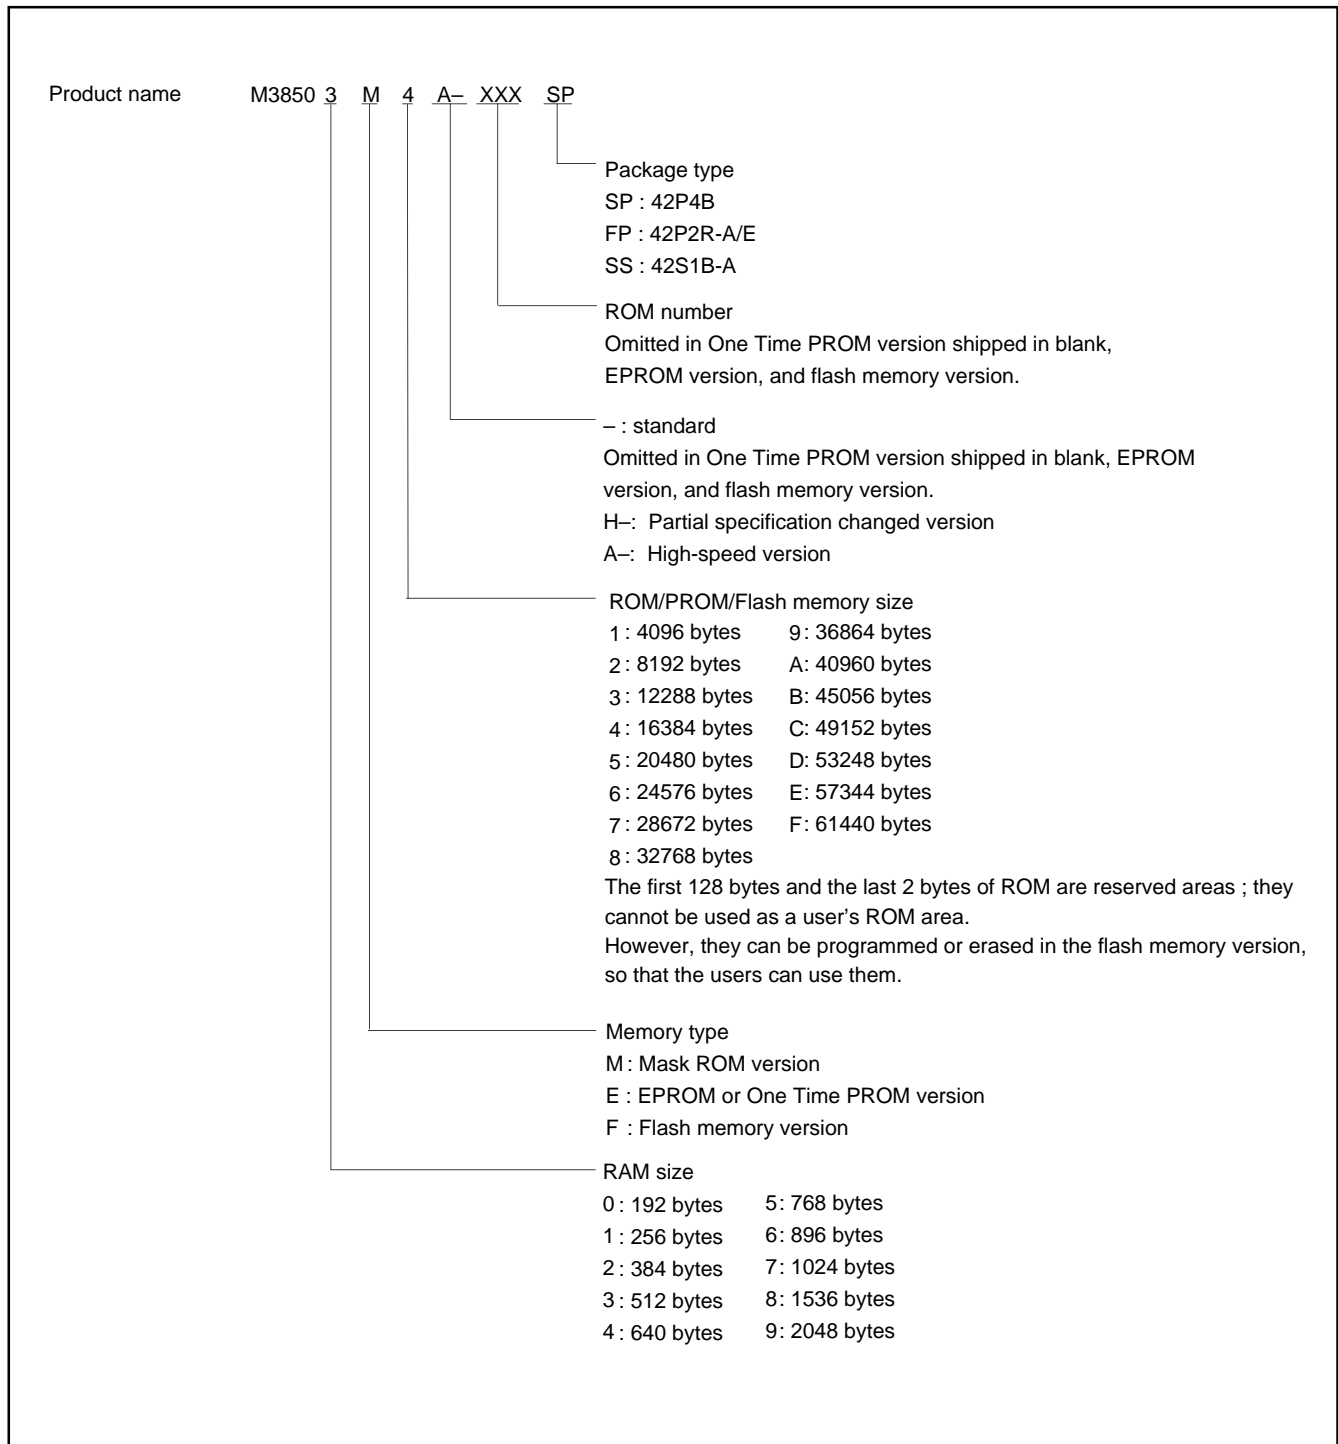 Product name M3850 3 M 4 A– XXX SP
Package type
SP : 42P4B
FP : 42P2R-A/E
SS : 42S1B-A
ROM number
Omitted in One Time PROM version shipped in blank,
EPROM version, and flash memory version.
– : standard
Omitted in One Time PROM version shipped in blank, EPROM
version, and flash memory version.
H–: Partial specification changed version
A–: High-speed version
ROM/PROM/Flash memory size
1 : 4096 bytes 9 : 36864 bytes
2 : 8192 bytes A: 40960 bytes
3 : 12288 bytes B: 45056 bytes
4 : 16384 bytes C: 49152 bytes
5 : 20480 bytes D: 53248 bytes
6 : 24576 bytes E: 57344 bytes
7 : 28672 bytes F: 61440 bytes
8 : 32768 bytes
The first 128 bytes and the last 2 bytes of ROM are reserved areas ; they
cannot be used as a user’s ROM area.
However, they can be programmed or erased in the flash memory version,
so that the users can use them.
Memory type
M : Mask ROM version
E : EPROM or One Time PROM version
F : Flash memory version
RAM size
0 : 192 bytes 5 : 768 bytes
1 : 256 bytes 6 : 896 bytes
2 : 384 bytes 7 : 1024 bytes
3 : 512 bytes 8 : 1536 bytes
4 : 640 bytes 9 : 2048 bytes